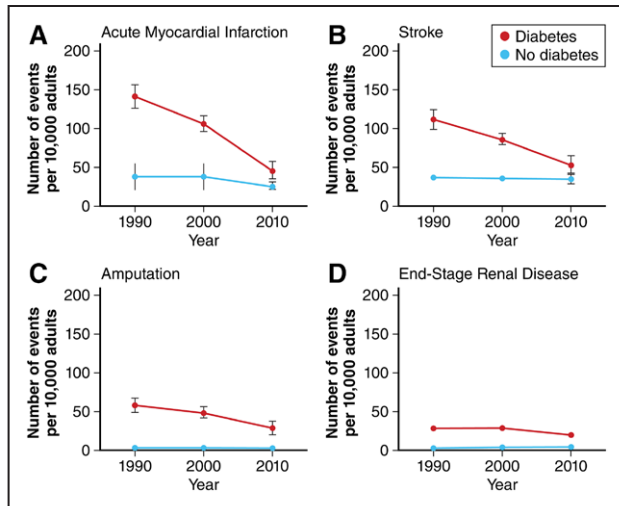 A Acute Myocardial Infarction
Number of events
per 10,000 adults
200
150
100
50
0
1990 2000 2010
Year
B Stroke
Diabetes
No diabetes
Number of events
per 10,000 adults
200
150
100
50
0
1990 2000 2010
Year
C Amputation
Number of events
per 10,000 adults
200
150
100
50
0
1990 2000 2010
Year
D End-Stage Renal Disease
Number of events
per 10,000 adults
200
150
100
50
0
1990 2000 2010
Year